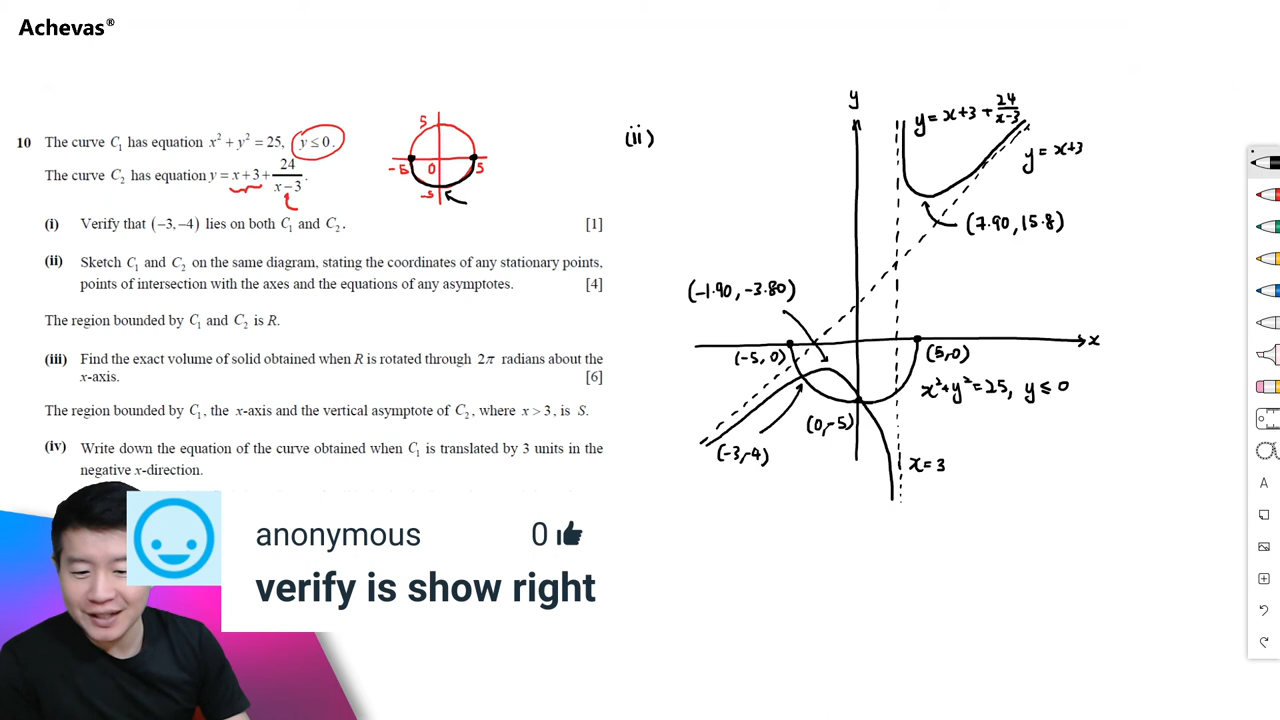 Achevas®
10 The curve C₁ has equation x² + y² = 25, y ≤ 0.
The curve C₂ has equation y = x + 3 + 24/(x − 3).
(i) Verify that (−3, −4) lies on both C₁ and C₂. [1]
(ii) Sketch C₁ and C₂ on the same diagram, stating the coordinates of any stationary points,
points of intersection with the axes and the equations of any asymptotes. [4]
The region bounded by C₁ and C₂ is R.
(iii) Find the exact volume of solid obtained when R is rotated through 2π radians about the
x-axis. [6]
The region bounded by C₁, the x-axis and the vertical asymptote of C₂, where x > 3, is S.
(iv) Write down the equation of the curve obtained when C₁ is translated by 3 units in the
negative x-direction.
5
-5 0 5
-5
(ii)
y
y = x+3 + 24/(x-3)
y = x+3
(7.90, 15.8)
(-1.90, -3.80)
x
(-5, 0) (5,0)
x²+y²=25, y ≤ 0
(0,-5)
(-3,-4)
x=3
anonymous 0
verify is show right
A